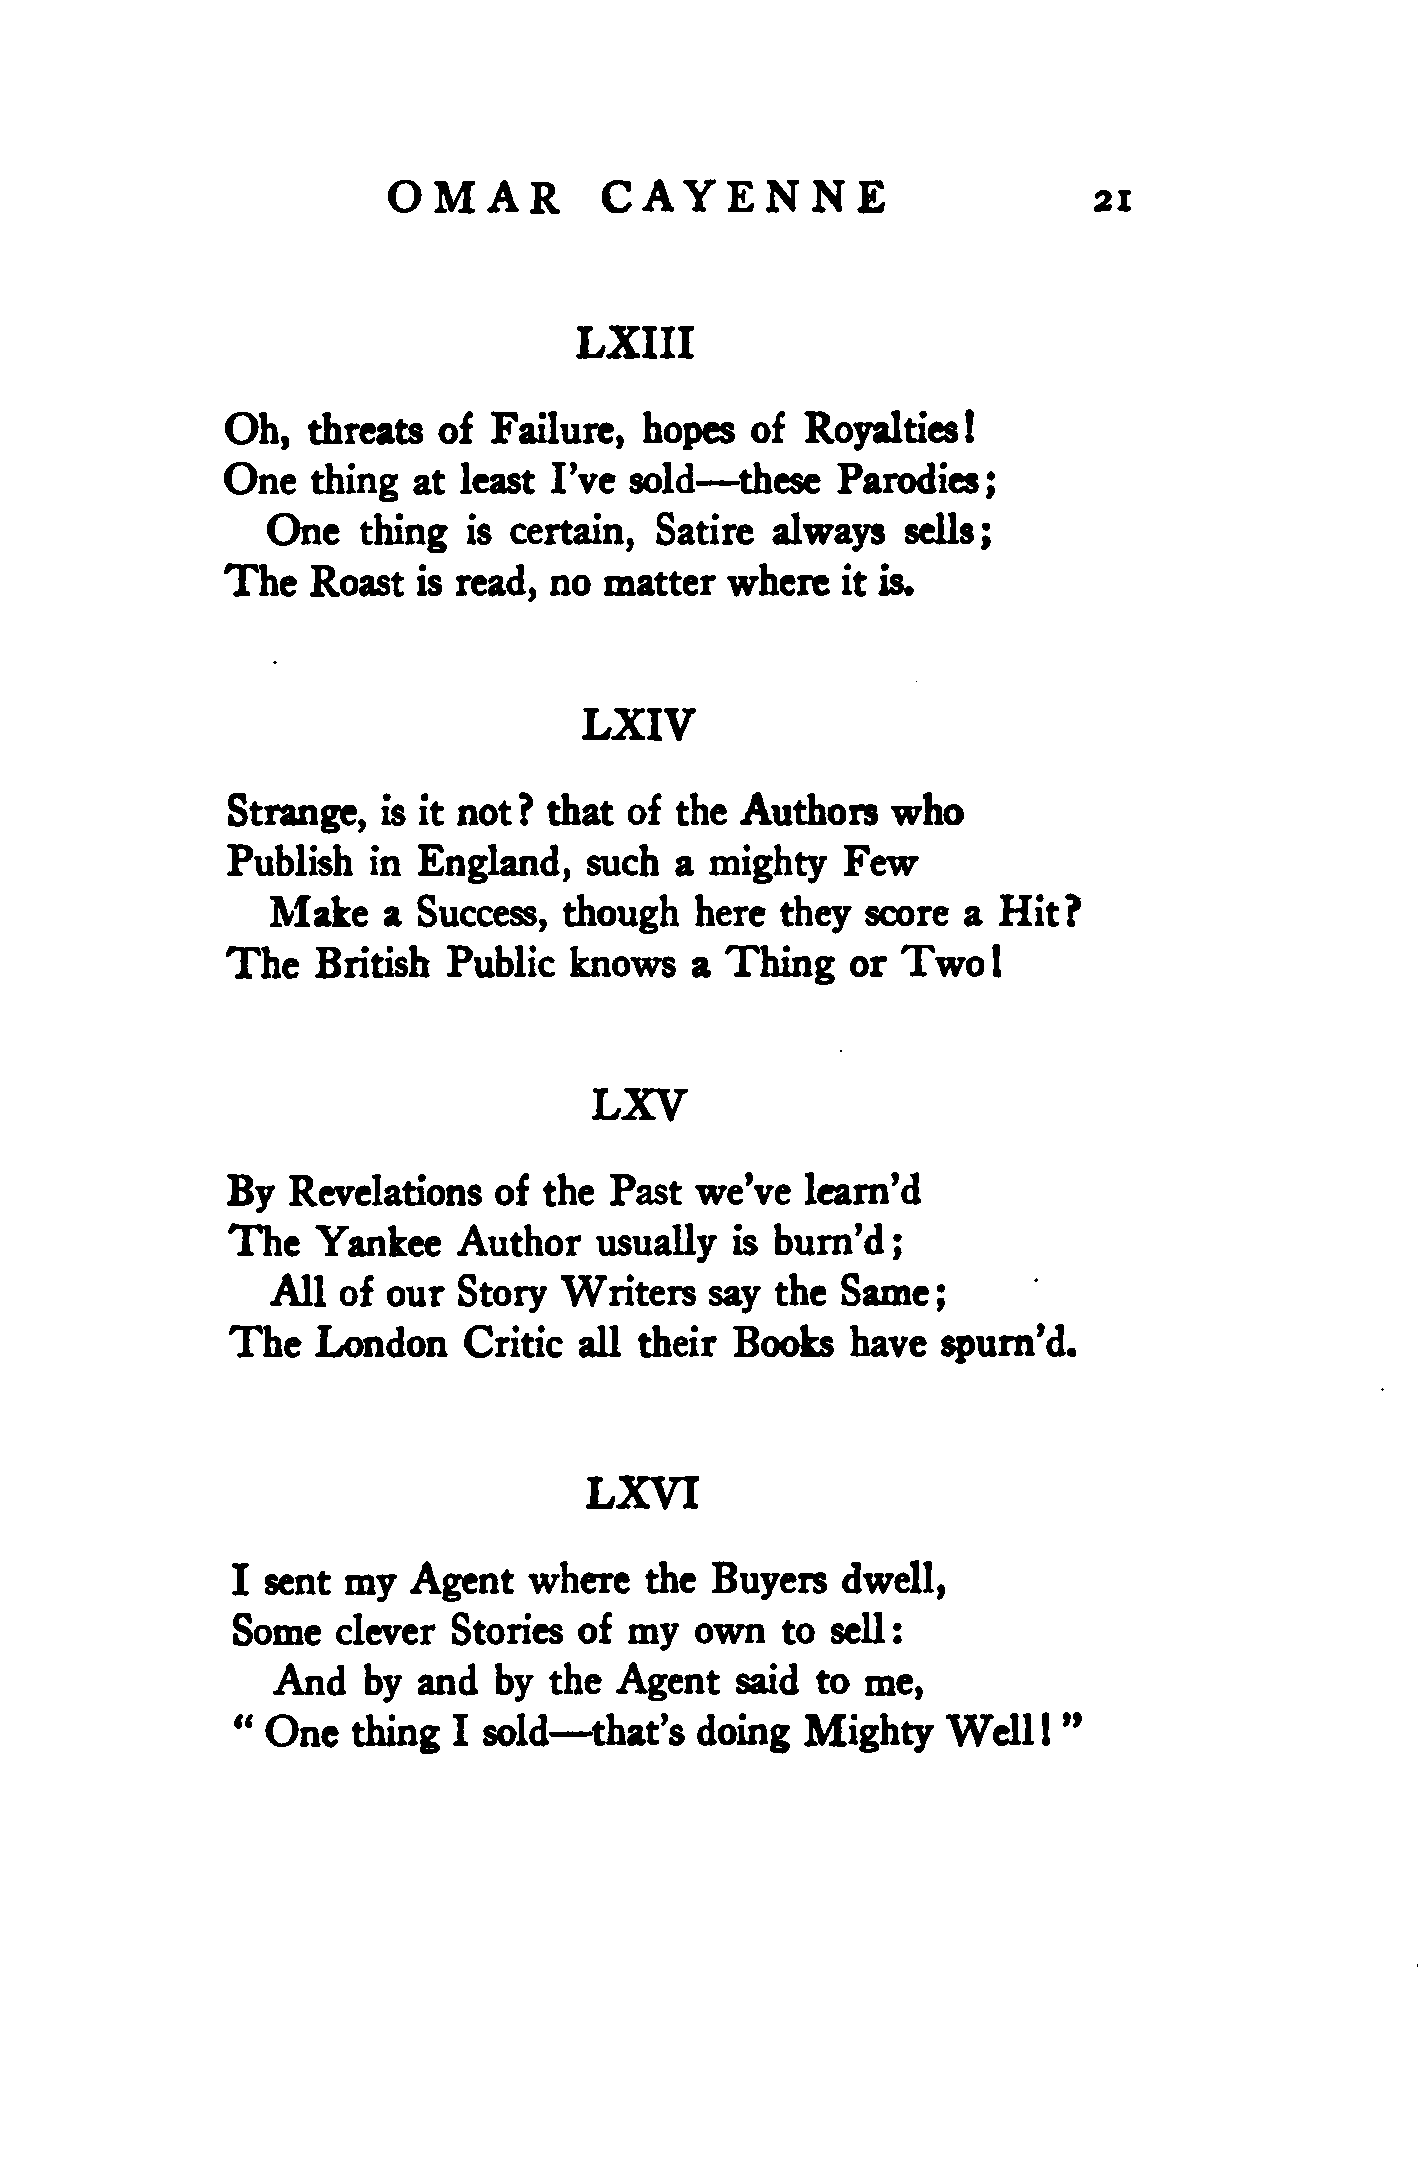 OMAR CAYENNE 21
LXIII
Oh, threats of Failure, hopes of Royalties!
One thing at least I've sold—these Parodies;
One thing is certain, Satire always sells;
The Roast is read, no matter where it is.
LXIV
Strange, is it not? that of the Authors who
Publish in England, such a mighty Few
Make a Success, though here they score a Hit?
The British Public knows a Thing or Two!
LXV
By Revelations of the Past we've learn'd
The Yankee Author usually is burn'd;
All of our Story Writers say the Same;
The London Critic all their Books have spurn'd.
LXVI
I sent my Agent where the Buyers dwell,
Some clever Stories of my own to sell:
And by and by the Agent said to me,
“One thing I sold—that's doing Mighty Well!”